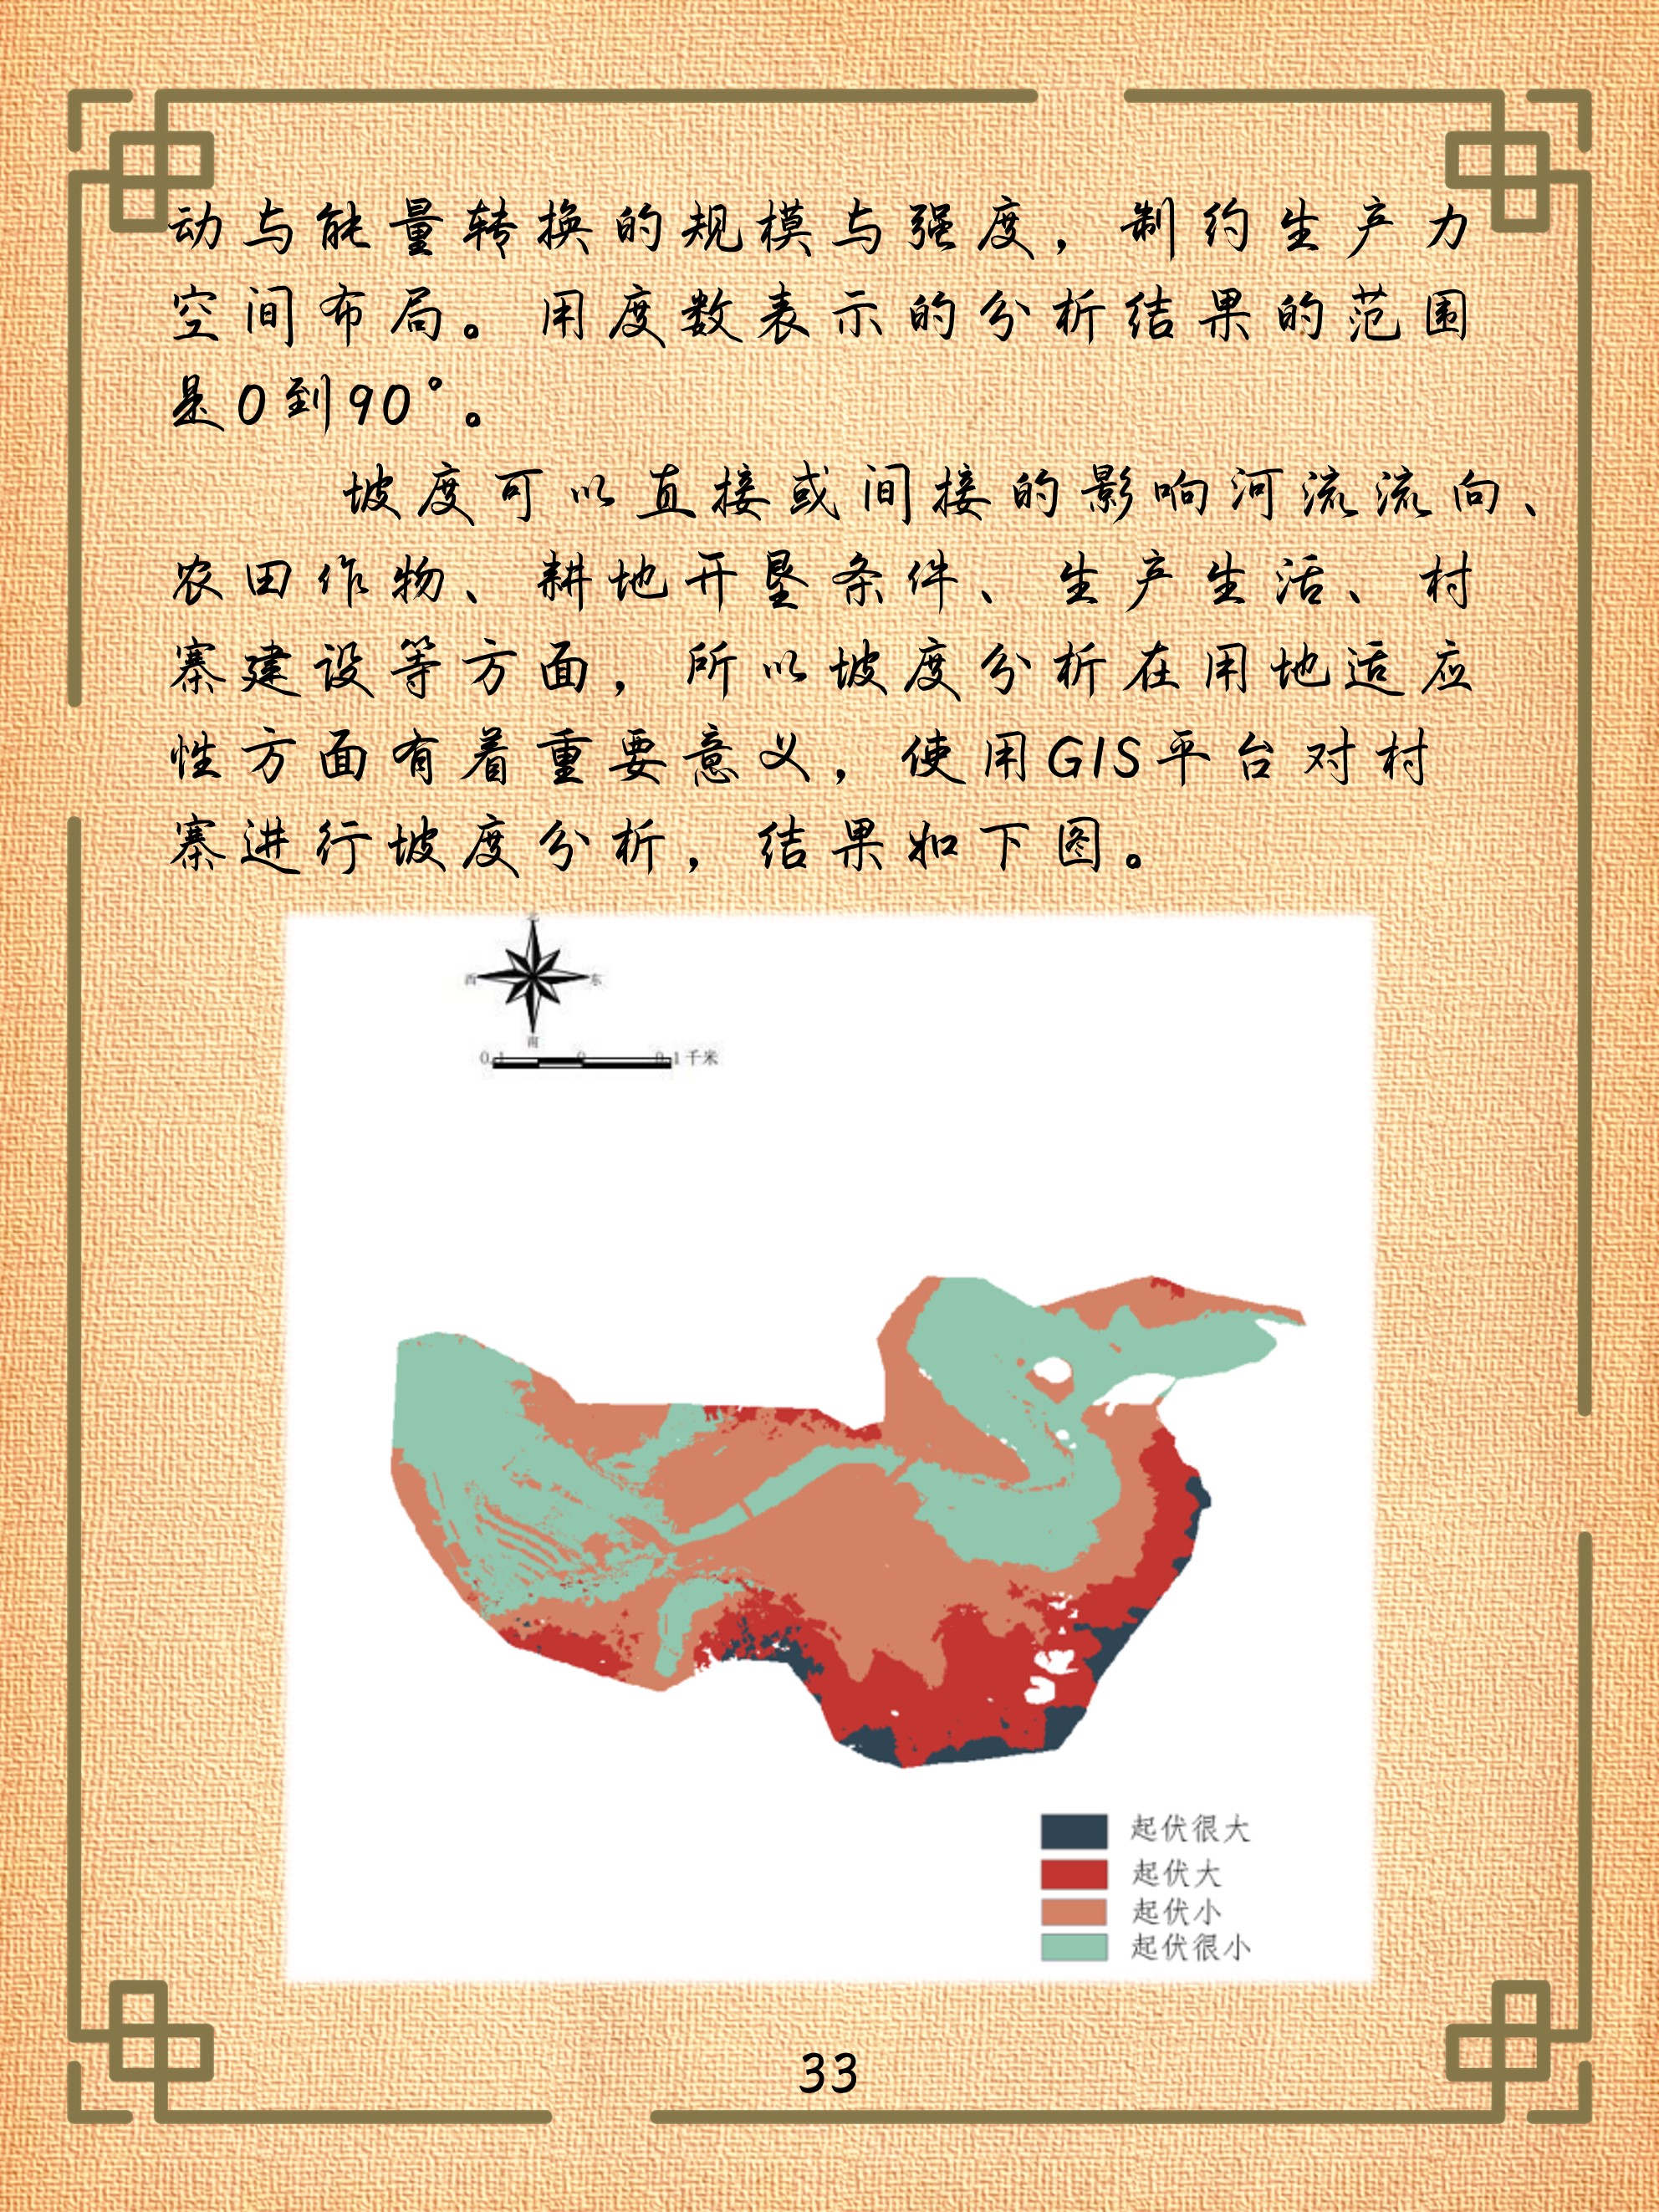 动与能量转换的规模与强度，制约生产力
空间布局。用度数表示的分析结果的范围
是0到90°。
坡度可以直接或间接的影响河流流向、
农田作物、耕地开垦条件、生产生活、村
寨建设等方面，所以坡度分析在用地适应
性方面有着重要意义，使用GIS平台对村
寨进行坡度分析，结果如下图。
北
西
东
南
0.1 0 0.1 千米
起伏很大
起伏大
起伏小
起伏很小
33